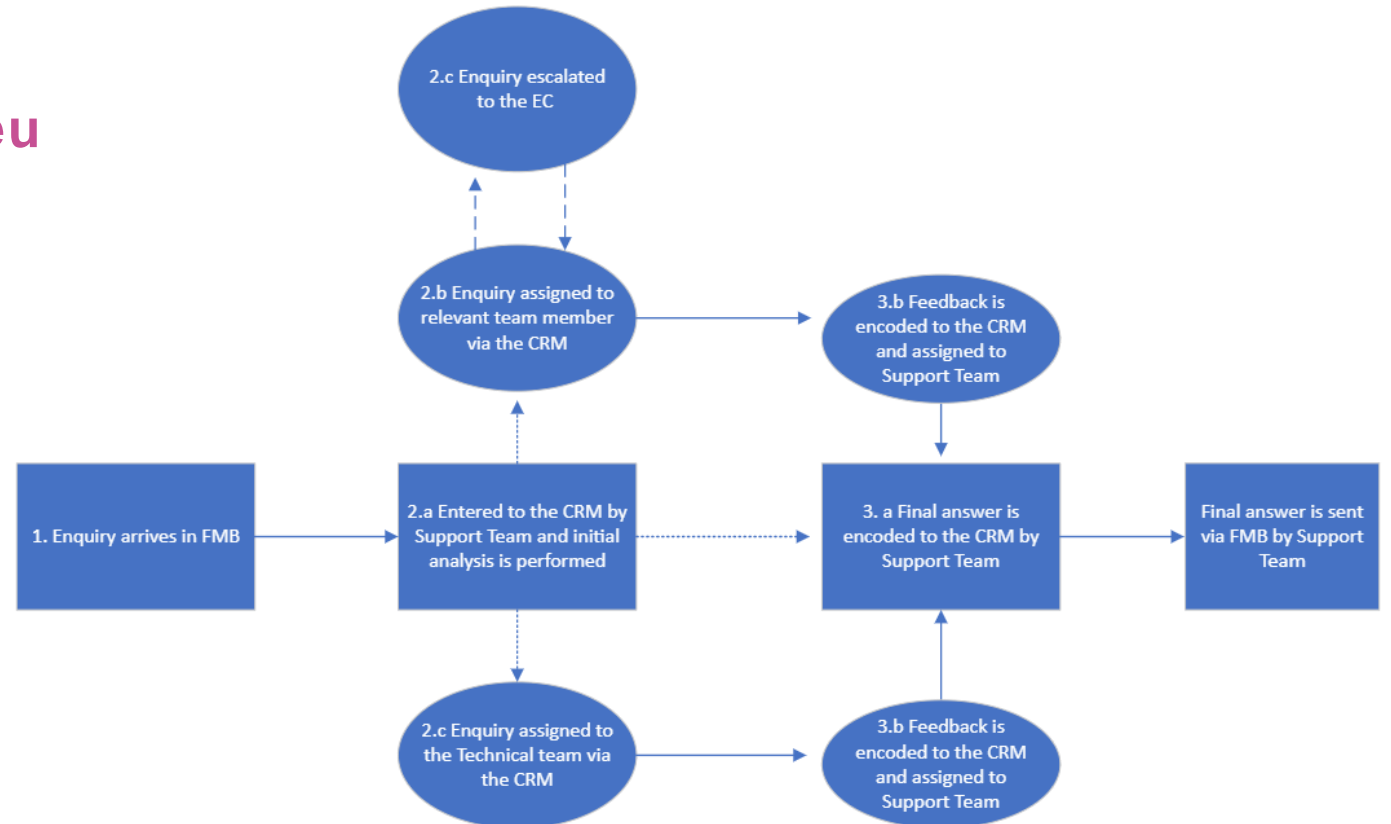 eu
2.c Enquiry escalated
to the EC
2.b Enquiry assigned to
relevant team member
via the CRM
3.b Feedback is
encoded to the CRM
and assigned to
Support Team
1. Enquiry arrives in FMB
2.a Entered to the CRM by
Support Team and initial
analysis is performed
3. a Final answer is
encoded to the CRM by
Support Team
Final answer is sent
via FMB by Support
Team
2.c Enquiry assigned to
the Technical team via
the CRM
3.b Feedback is
encoded to the CRM
and assigned to
Support Team